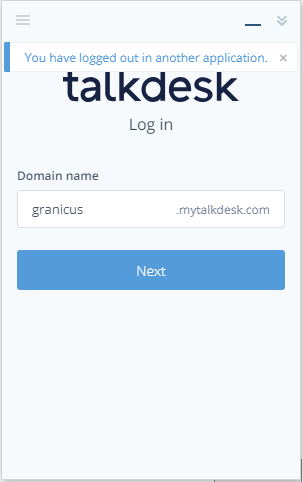 You have logged out in another application. ×
talkdesk
Log in
Domain name
granicus .mytalkdesk.com
Next